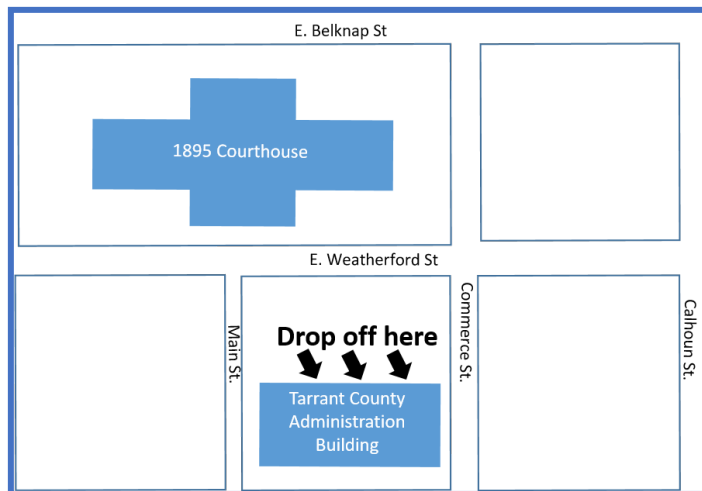 E. Belknap St
1895 Courthouse
E. Weatherford St
Main St.
Commerce St.
Calhoun St.
Drop off here
Tarrant County
Administration
Building